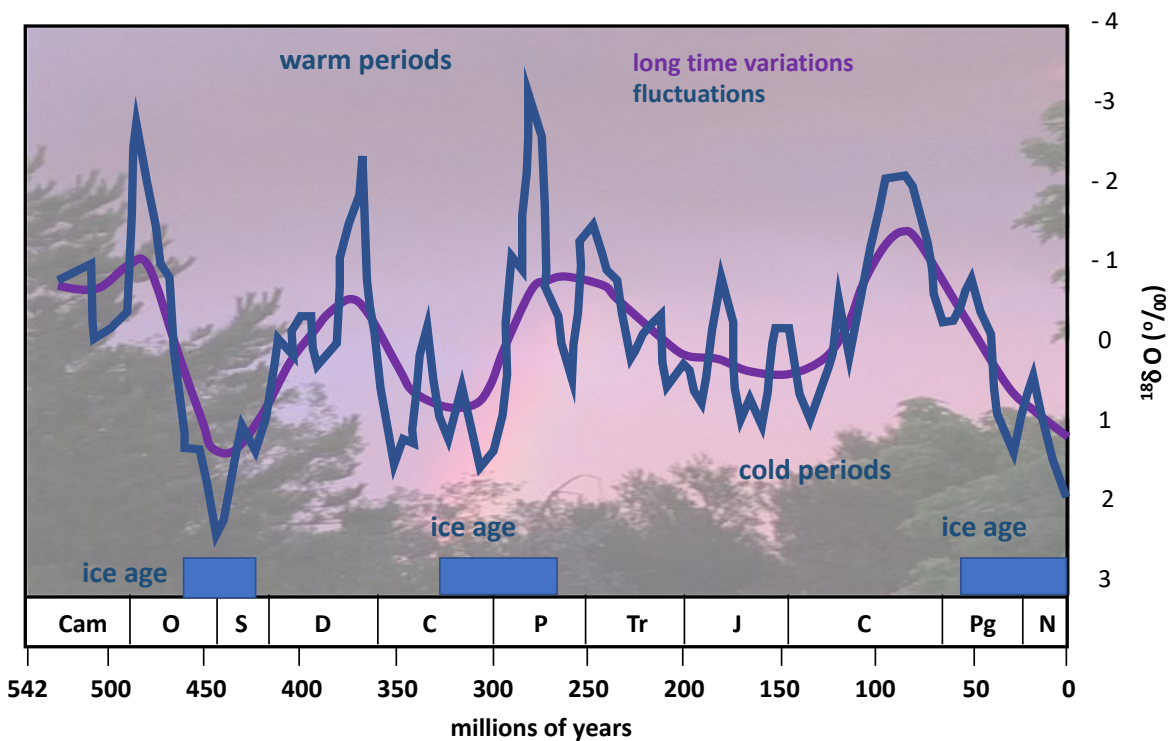 - 4
warm periods
long time variations
fluctuations
-3
- 2
- 1
0
¹⁸δ O (º/ºº)
1
cold periods
2
ice age
ice age
ice age
3
Cam O S D C P Tr J C Pg N
542 500 450 400 350 300 250 200 150 100 50 0
millions of years